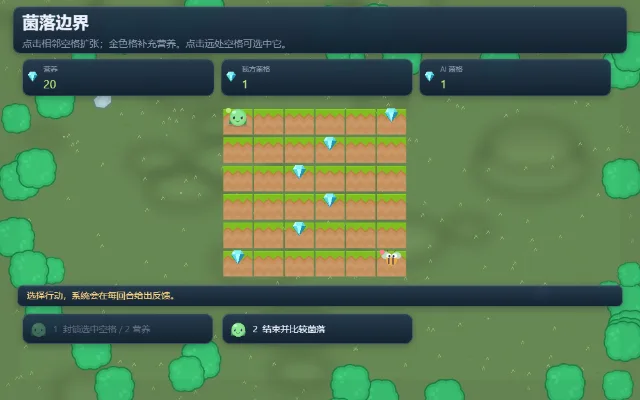 菌落边界
点击相邻空格扩张；金色格补充营养。点击远处空格可选中它。
营养
20
我方菌格
1
AI 菌格
1
选择行动，系统会在每回合给出反馈。
1 封锁选中空格 / 2 营养
2 结束并比较菌落